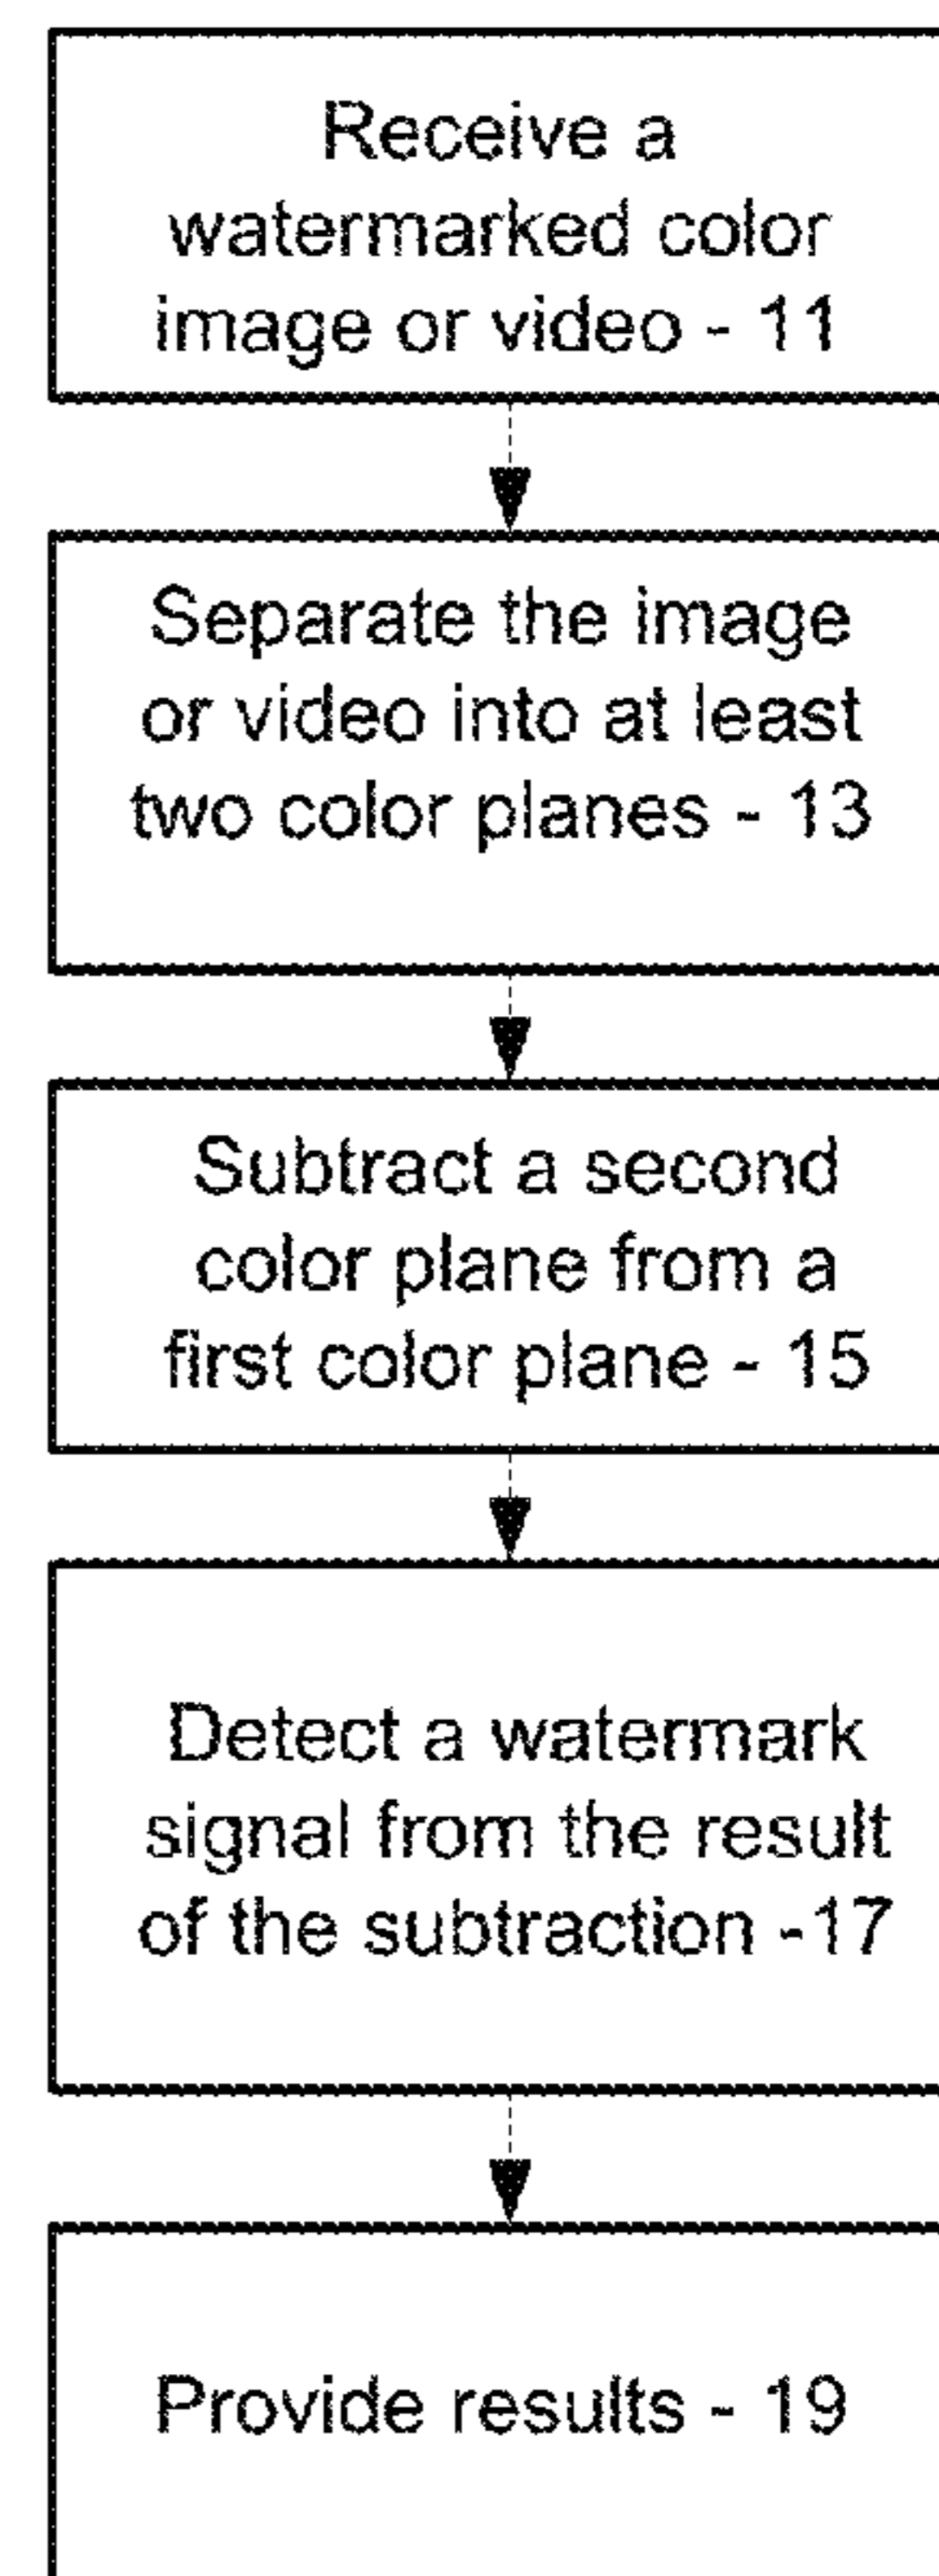 Receive a
watermarked color
image or video - 11
Separate the image
or video into at least
two color planes - 13
Subtract a second
color plane from a
first color plane - 15
Detect a watermark
signal from the result
of the subtraction -17
Provide results - 19